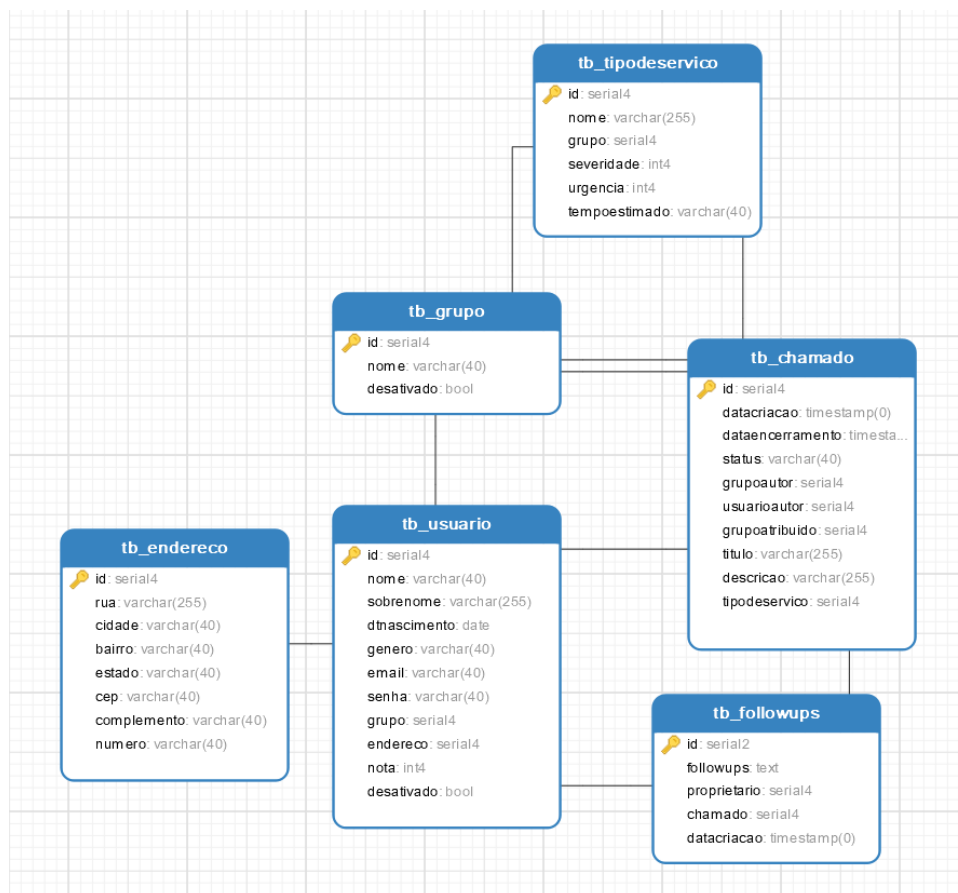 tb_tipodeservico
id: serial4
nome: varchar(255)
grupo: serial4
severidade: int4
urgencia: int4
tempoestimado: varchar(40)
tb_grupo
id: serial4
nome: varchar(40)
desativado: bool
tb_chamado
id: serial4
datacriacao: timestamp(0)
dataencerramento: timesta...
status: varchar(40)
grupoautor: serial4
usuarioautor: serial4
grupoatribuido: serial4
titulo: varchar(255)
descricao: varchar(255)
tipodeservico: serial4
tb_endereco
id: serial4
rua: varchar(255)
cidade: varchar(40)
bairro: varchar(40)
estado: varchar(40)
cep: varchar(40)
complemento: varchar(40)
numero: varchar(40)
tb_usuario
id: serial4
nome: varchar(40)
sobrenome: varchar(255)
dtnascimento: date
genero: varchar(40)
email: varchar(40)
senha: varchar(40)
grupo: serial4
endereco: serial4
nota: int4
desativado: bool
tb_followups
id: serial2
followups: text
proprietario: serial4
chamado: serial4
datacriacao: timestamp(0)